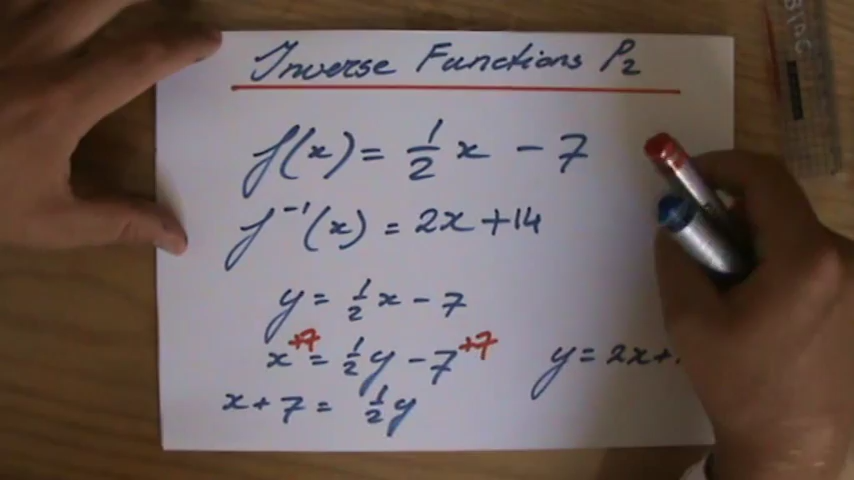 Inverse Functions P₂
f(x) = 1/2 x - 7
f⁻¹(x) = 2x + 14
y = 1/2 x - 7
x +7 = 1/2 y - 7 +7
y = 2x +
x + 7 = 1/2 y